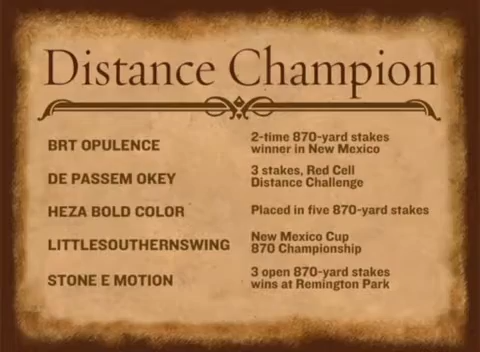 Distance Champion
BRT OPULENCE
2-time 870-yard stakes
winner in New Mexico
DE PASSEM OKEY
3 stakes, Red Cell
Distance Challenge
HEZA BOLD COLOR
Placed in five 870-yard stakes
LITTLESOUTHERNSWING
New Mexico Cup
870 Championship
STONE E MOTION
3 open 870-yard stakes
wins at Remington Park